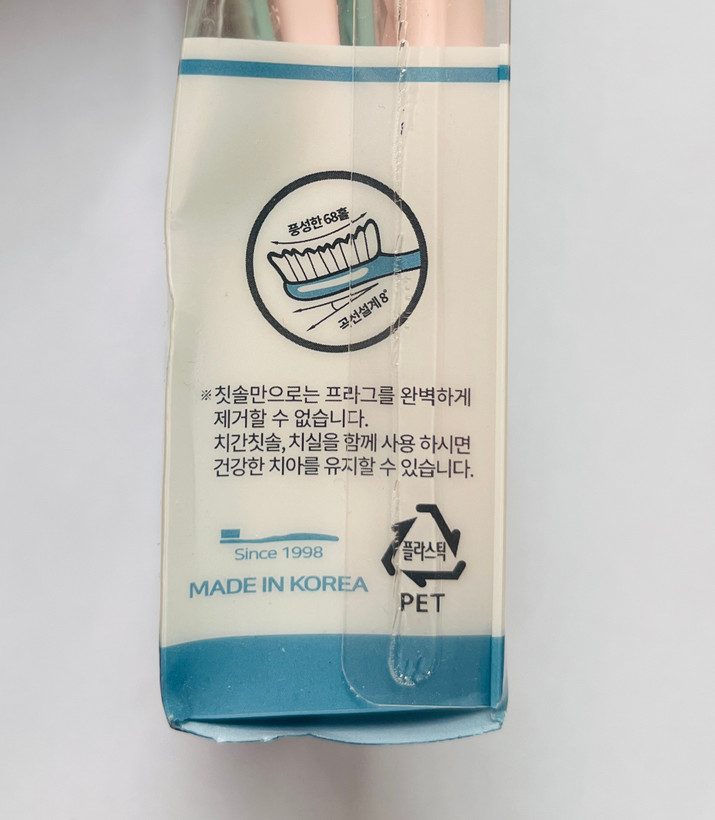 풍성한 68홀
곡선설계 8°
※칫솔만으로는 프라그를 완벽하게
제거할 수 없습니다.
치간칫솔, 치실을 함께 사용 하시면
건강한 치아를 유지할 수 있습니다.
Since 1998
MADE IN KOREA
플라스틱
PET